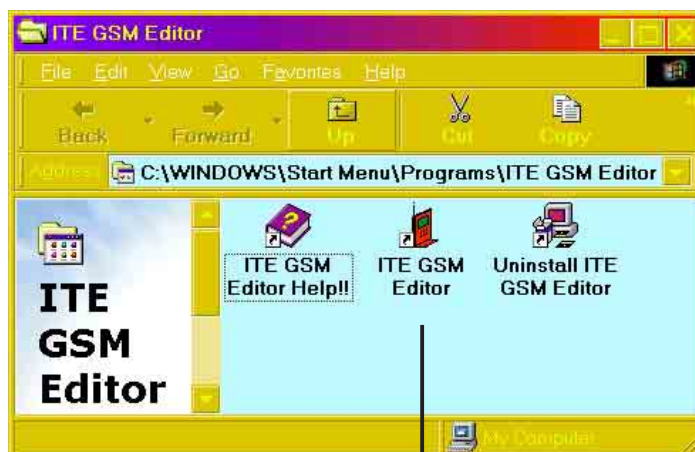 ITE GSM Editor
File Edit View Go Favorites Help
Back Forward Up Cut Copy
Address C:\WINDOWS\Start Menu\Programs\ITE GSM Editor
ITE
GSM
Editor
ITE GSM
Editor Help!!
ITE GSM
Editor
Uninstall ITE
GSM Editor
My Computer